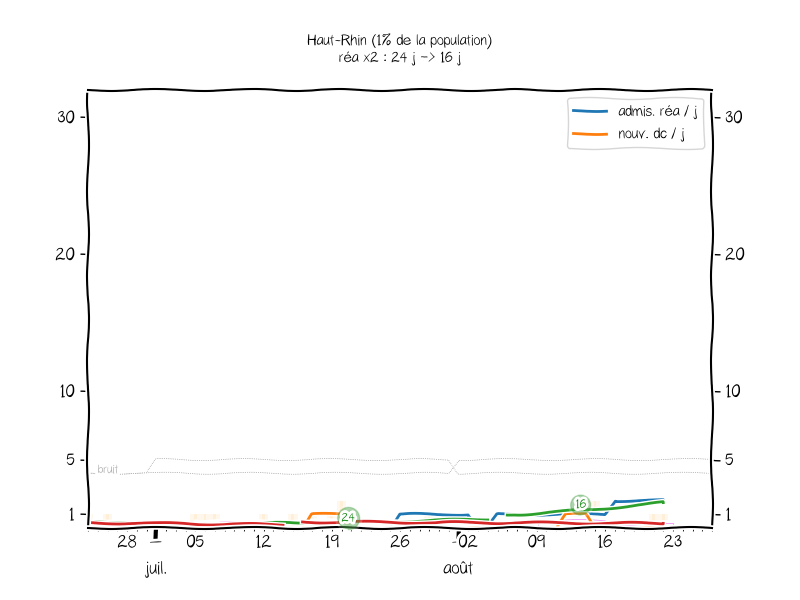 Haut-Rhin (1% de la population)
réa x2 : 24 j -> 16 j
admis. réa / j
nouv. dc / j
30 30
20 20
10 10
5 5
bruit
1 1
24
16
28 05 12 19 26 02 09 16 23
juil. août